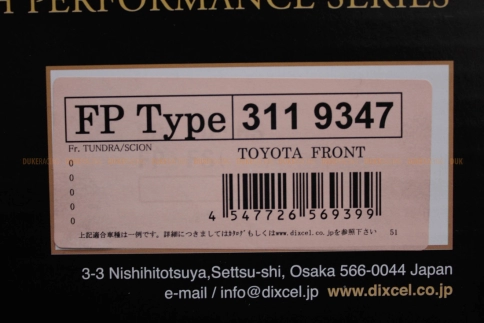 H PERFORMANCE SERIES
FP Type 311 9347
Fr. TUNDRA/SCION
TOYOTA FRONT
0
0
0
0
0
4 547726 569399
上記適合車種は一例です。詳細につきましてはｶﾀﾛｸﾞもしくはwww.dixcel.co.jpを参照下さい S1
3-3 Nishihitotsuya,Settsu-shi, Osaka 566-0044 Japan
e-mail / info@dixcel.jp www.dixcel.co.jp